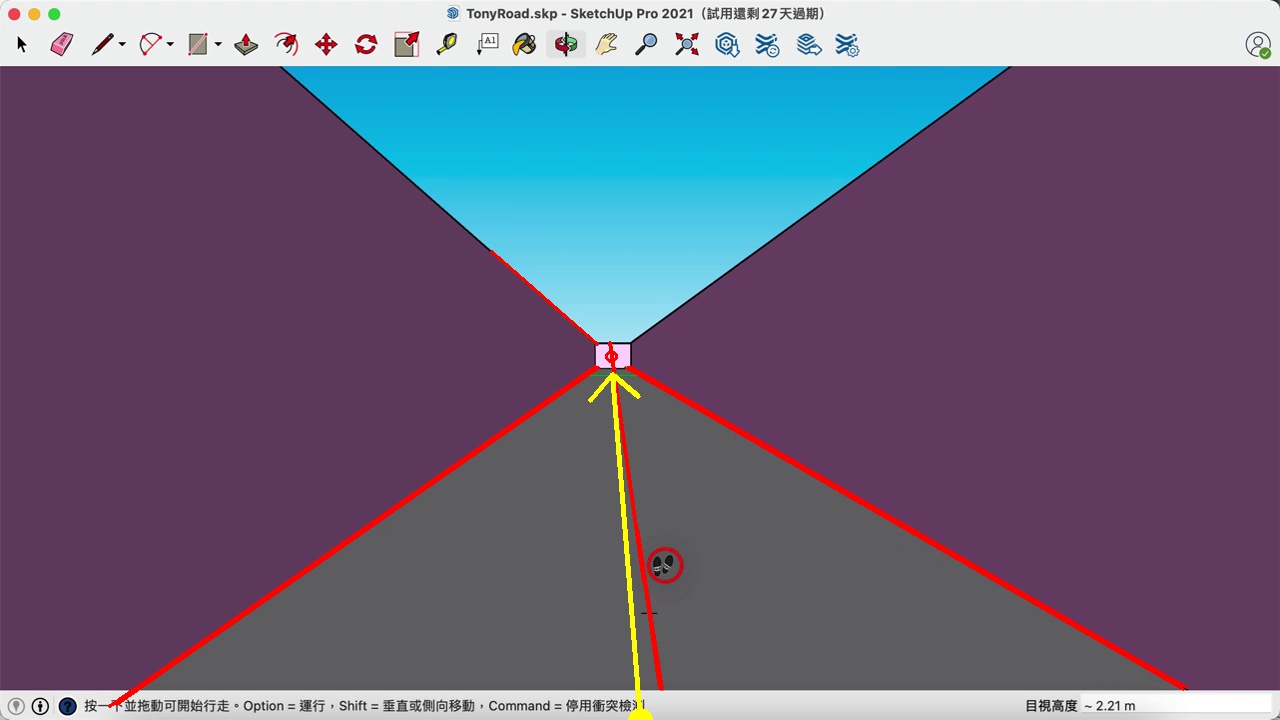 TonyRoad.skp - SketchUp Pro 2021（試用還剩 27 天過期）
A1
按一下並拖動可開始行走。Option = 運行，Shift = 垂直或側向移動，Command = 停用衝突檢測
目視高度 ~ 2.21 m